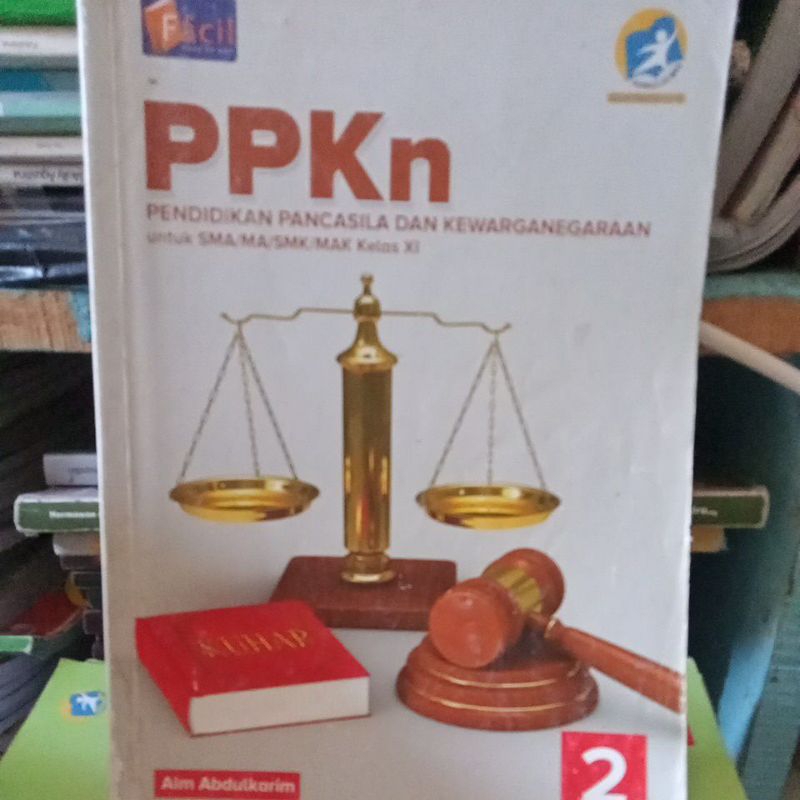 Facil
PPKn
PENDIDIKAN PANCASILA DAN KEWARGANEGARAAN
untuk SMA/MA/SMK/MAK Kelas XI
KUHAP
Aim Abdulkarim
2